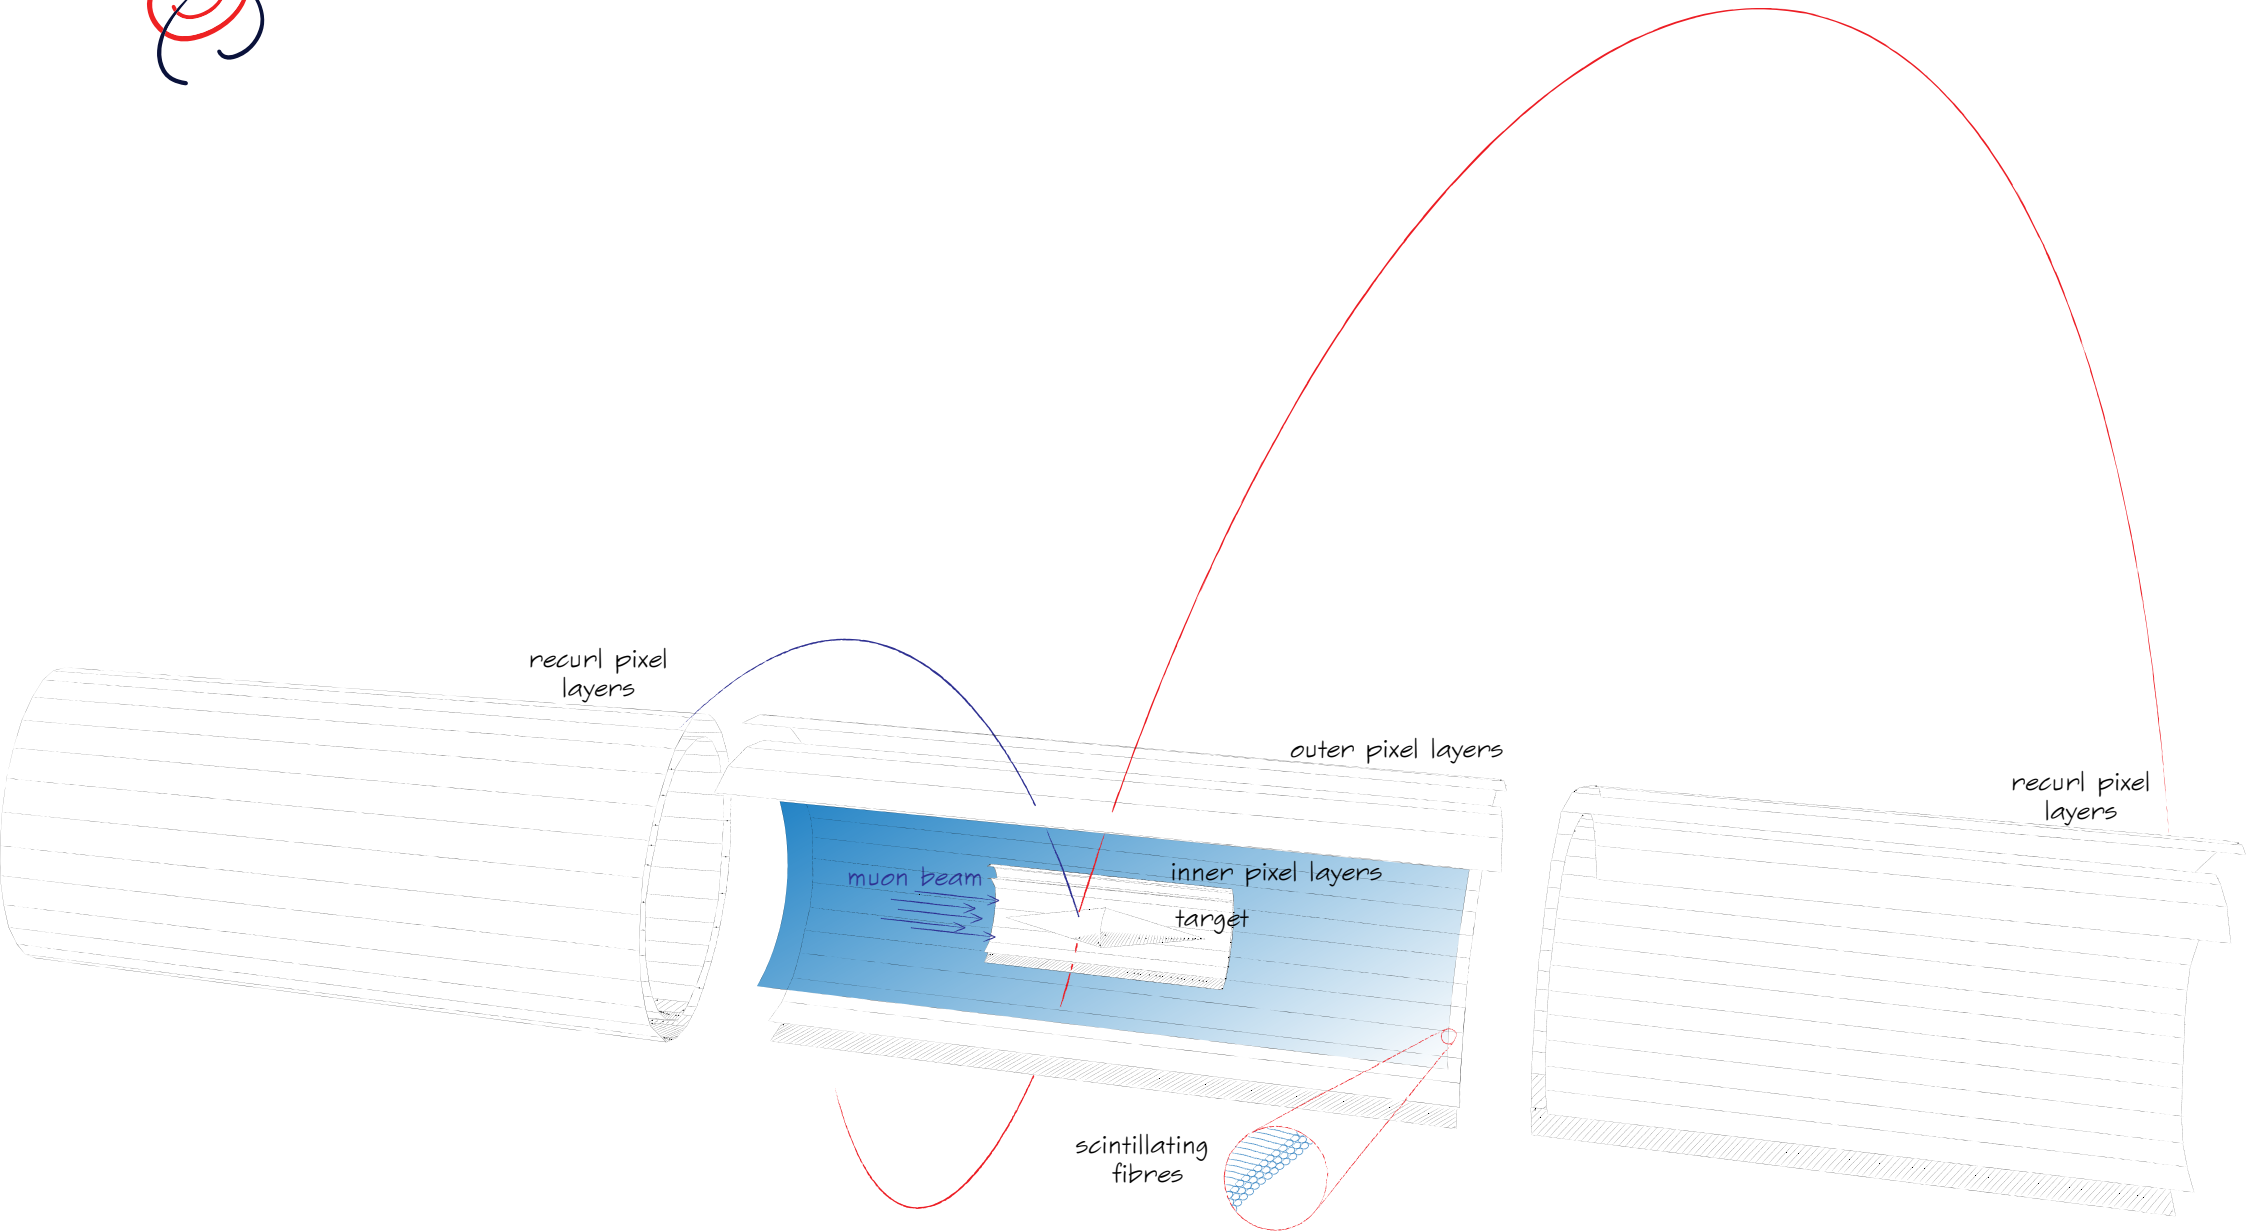 recurl pixel
layers
outer pixel layers
recurl pixel
layers
inner pixel layers
muon beam
target
scintillating
fibres